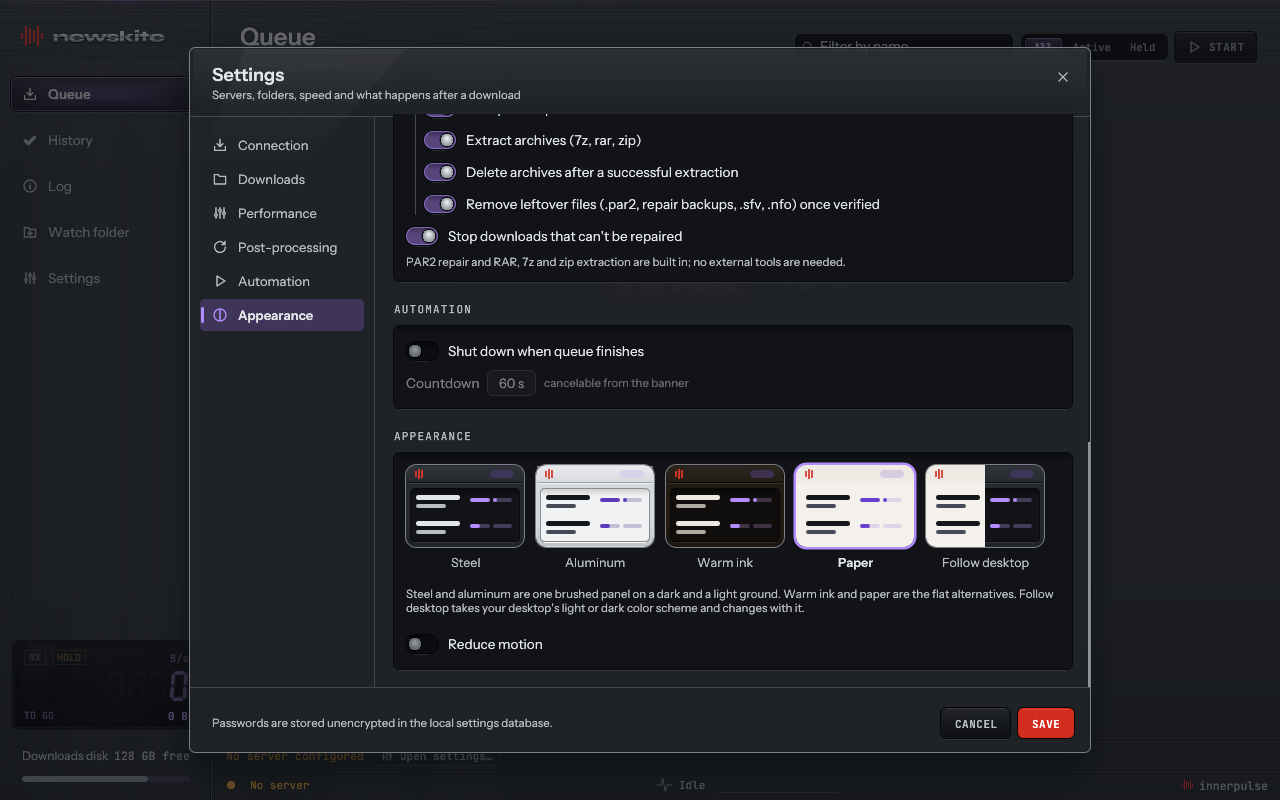 newskite
Queue
Filter by name
All Active Held
START
Queue
History
Log
Watch folder
Settings
RX HOLD B/s
0
TO GO 0 B
Downloads disk 128 GB free
Settings
Servers, folders, speed and what happens after a download
Connection
Downloads
Performance
Post-processing
Automation
Appearance
Extract archives (7z, rar, zip)
Delete archives after a successful extraction
Remove leftover files (.par2, repair backups, .sfv, .nfo) once verified
Stop downloads that can't be repaired
PAR2 repair and RAR, 7z and zip extraction are built in; no external tools are needed.
AUTOMATION
Shut down when queue finishes
Countdown 60 s cancelable from the banner
APPEARANCE
Steel Aluminum Warm ink Paper Follow desktop
Steel and aluminum are one brushed panel on a dark and a light ground. Warm ink and paper are the flat alternatives. Follow
desktop takes your desktop's light or dark color scheme and changes with it.
Reduce motion
Passwords are stored unencrypted in the local settings database.
CANCEL SAVE
No server configured Open settings…
No server Idle innerpulse